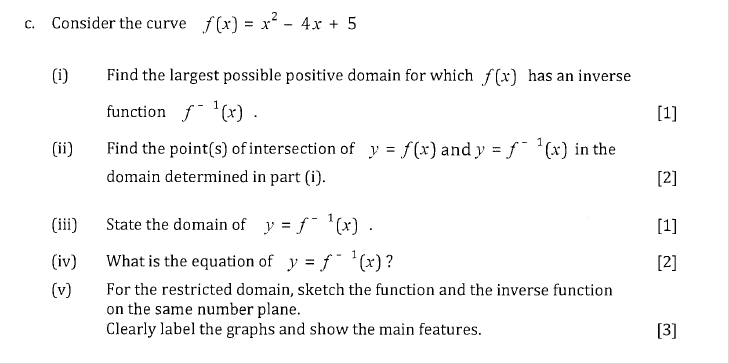 c. Consider the curve f(x) = x² − 4x + 5
(i) Find the largest possible positive domain for which f(x) has an inverse
function f⁻¹(x) . [1]
(ii) Find the point(s) of intersection of y = f(x) and y = f⁻¹(x) in the
domain determined in part (i). [2]
(iii) State the domain of y = f⁻¹(x) . [1]
(iv) What is the equation of y = f⁻¹(x) ? [2]
(v) For the restricted domain, sketch the function and the inverse function
on the same number plane.
Clearly label the graphs and show the main features. [3]